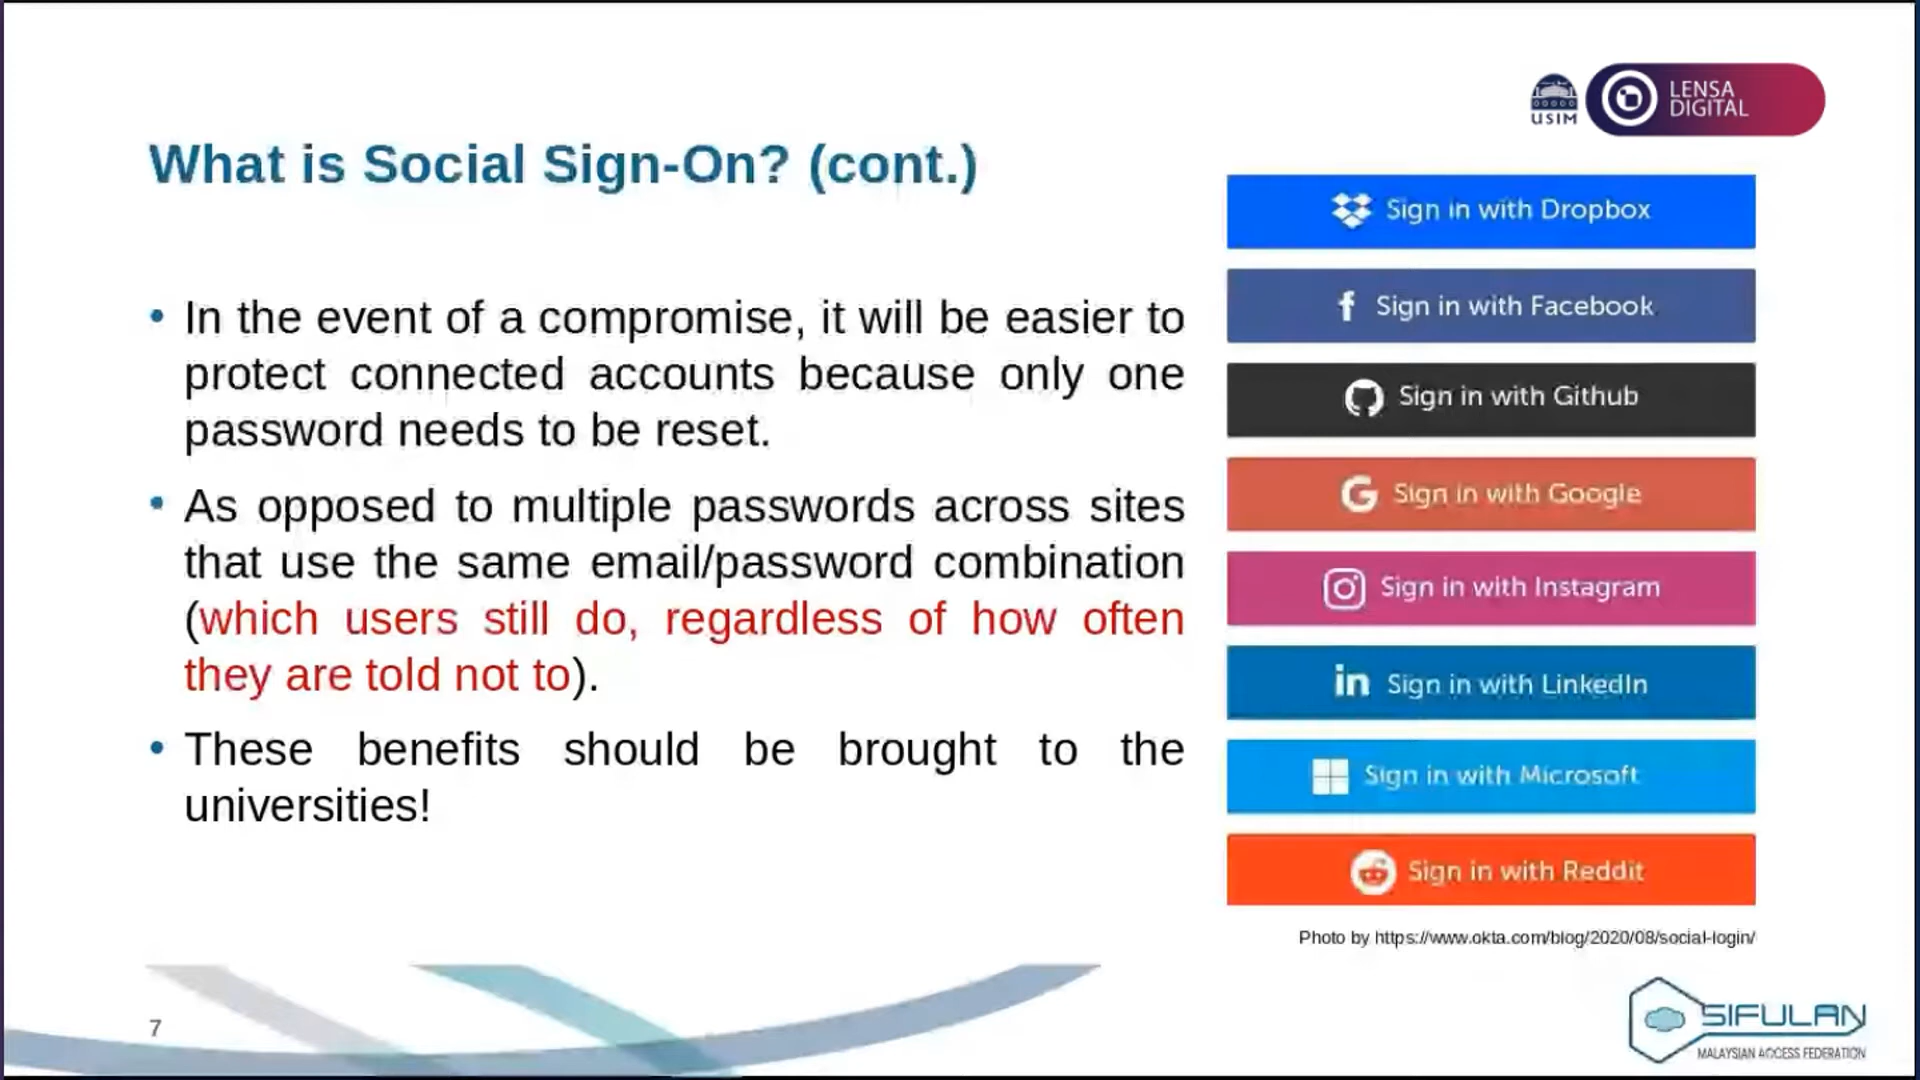 USIM
LENSA
DIGITAL
What is Social Sign-On? (cont.)
• In the event of a compromise, it will be easier to
protect connected accounts because only one
password needs to be reset.
• As opposed to multiple passwords across sites
that use the same email/password combination
(which users still do, regardless of how often
they are told not to).
• These benefits should be brought to the
universities!
Sign in with Dropbox
Sign in with Facebook
Sign in with Github
Sign in with Google
Sign in with Instagram
Sign in with LinkedIn
Sign in with Microsoft
Sign in with Reddit
Photo by https://www.okta.com/blog/2020/08/social-login/
7
SIFULAN
MALAYSIAN ACCESS FEDERATION